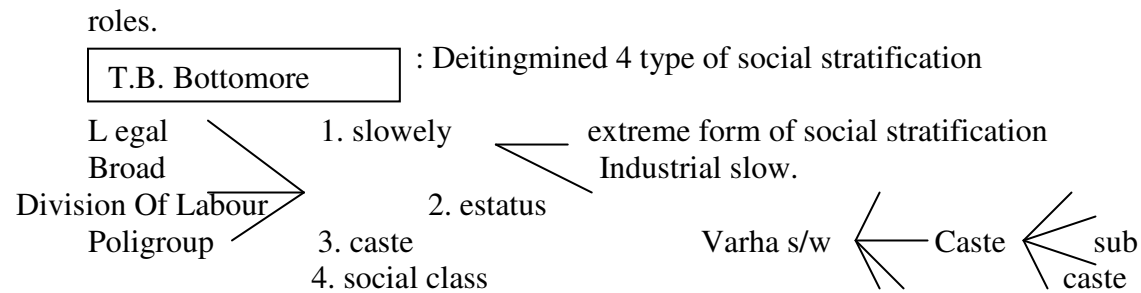 roles.
T.B. Bottomore : Deitingmined 4 type of social stratification
L egal 1. slowely extreme form of social stratification
Broad Industrial slow.
Division Of Labour 2. estatus
Poligroup 3. caste Varha s/w Caste sub
4. social class caste